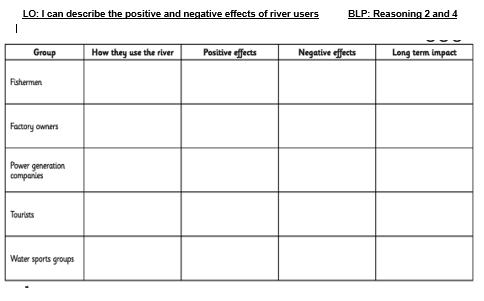 LO: I can describe the positive and negative effects of river users BLP: Reasoning 2 and 4
Group How they use the river Positive effects Negative effects Long term impact
Fishermen
Factory owners
Power generation
companies
Tourists
Water sports groups